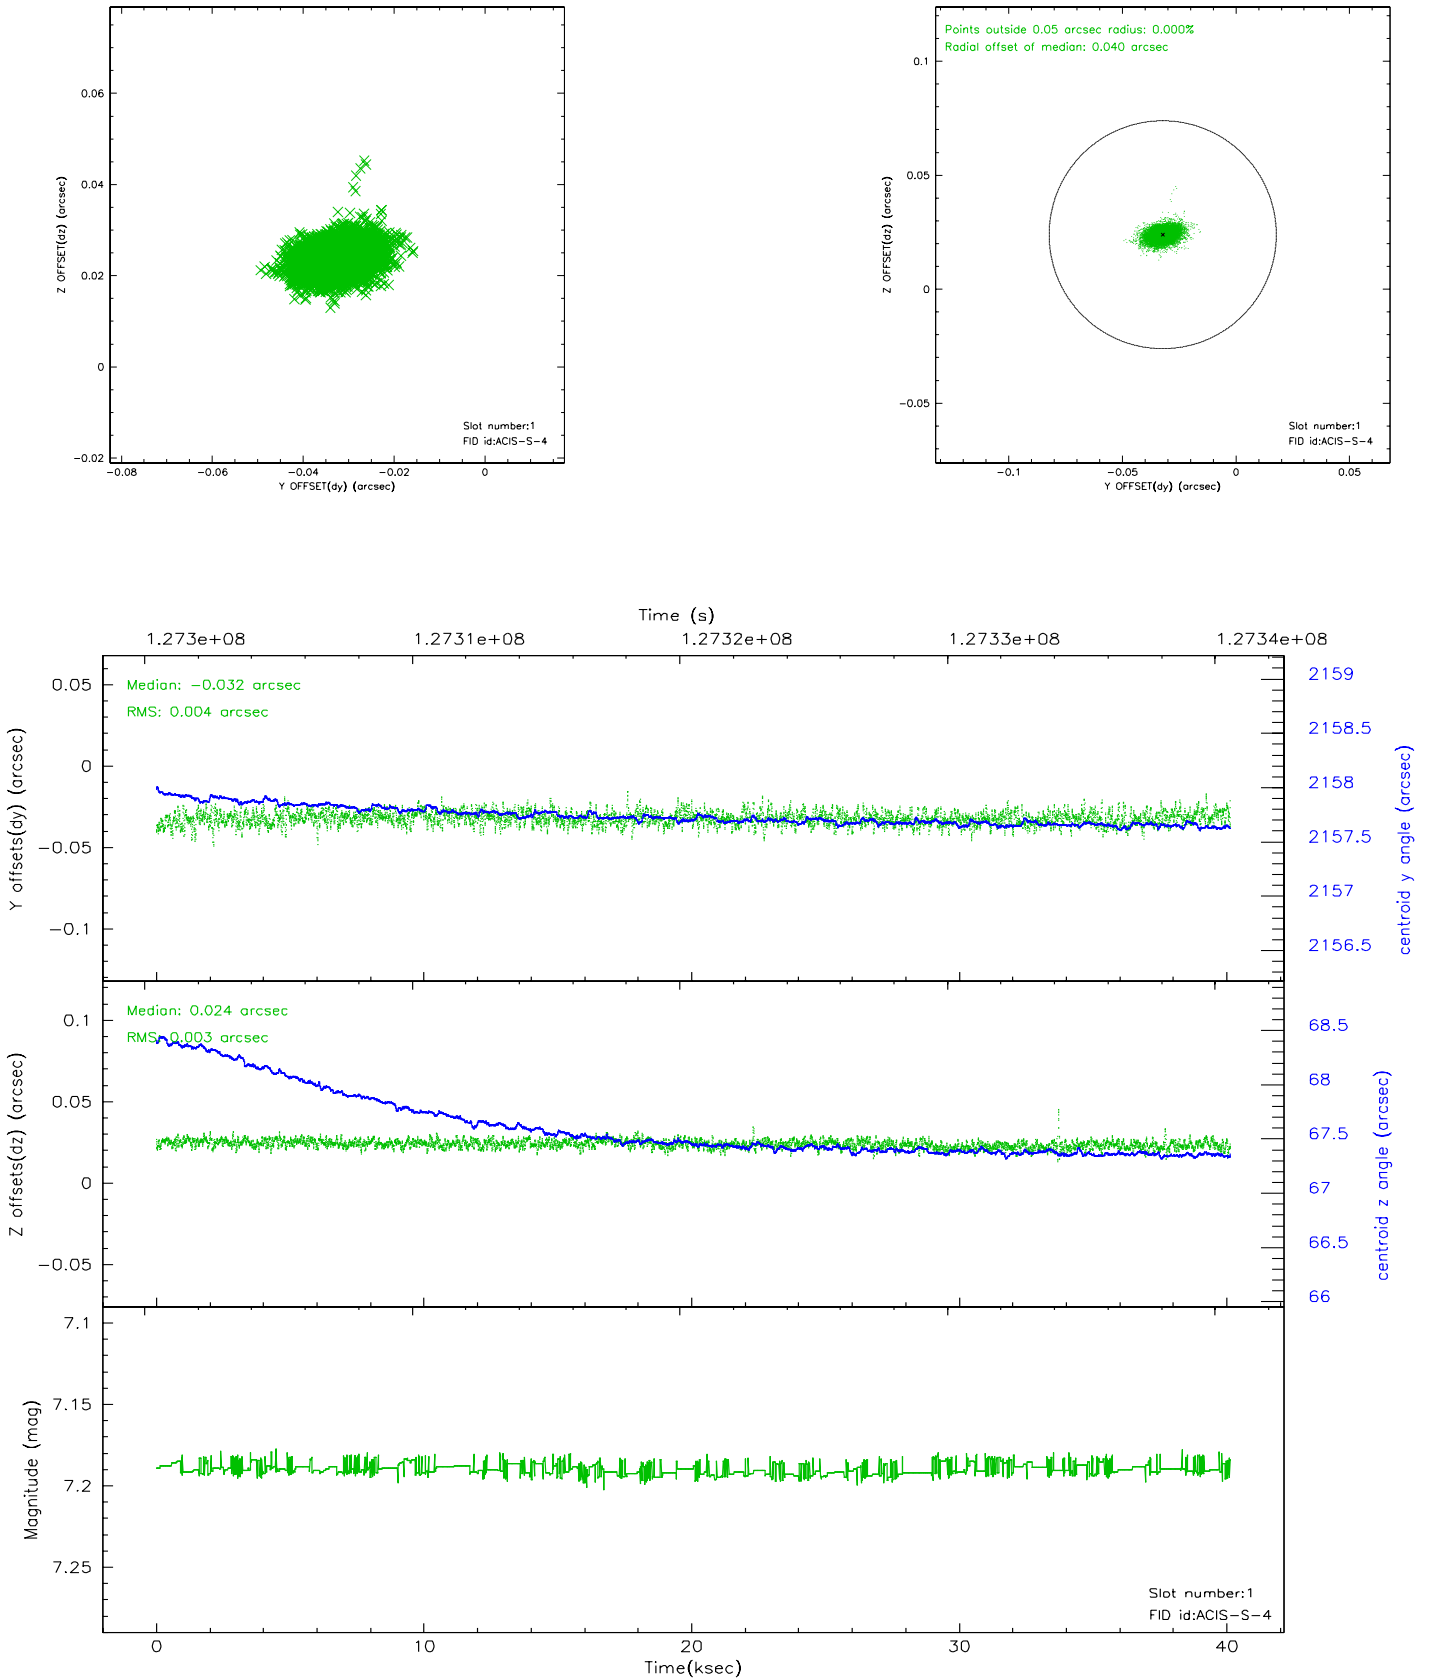 0.06
0.04
0.02
0
−0.02
Z OFFSET(dz) (arcsec)
Slot number:1
FID id:ACIS−S−4
−0.08 −0.06 −0.04 −0.02 0
Y OFFSET(dy) (arcsec)
Points outside 0.05 arcsec radius: 0.000%
Radial offset of median: 0.040 arcsec
0.1
0.05
0
−0.05
Z OFFSET(dz) (arcsec)
Slot number:1
FID id:ACIS−S−4
−0.1 −0.05 0 0.05
Y OFFSET(dy) (arcsec)
Time (s)
1.273e+08 1.2731e+08 1.2732e+08 1.2733e+08 1.2734e+08
Median: −0.032 arcsec
RMS: 0.004 arcsec
0.05
0
−0.05
−0.1
Y offsets(dy) (arcsec)
2159
2158.5
2158
2157.5
2157
2156.5
centroid y angle (arcsec)
Median: 0.024 arcsec
RMS: 0.003 arcsec
0.1
0.05
0
−0.05
Z offsets(dz) (arcsec)
68.5
68
67.5
67
66.5
66
centroid z angle (arcsec)
7.1
7.15
7.2
7.25
Magnitude (mag)
Slot number:1
FID id:ACIS−S−4
0 10 20 30 40
Time(ksec)